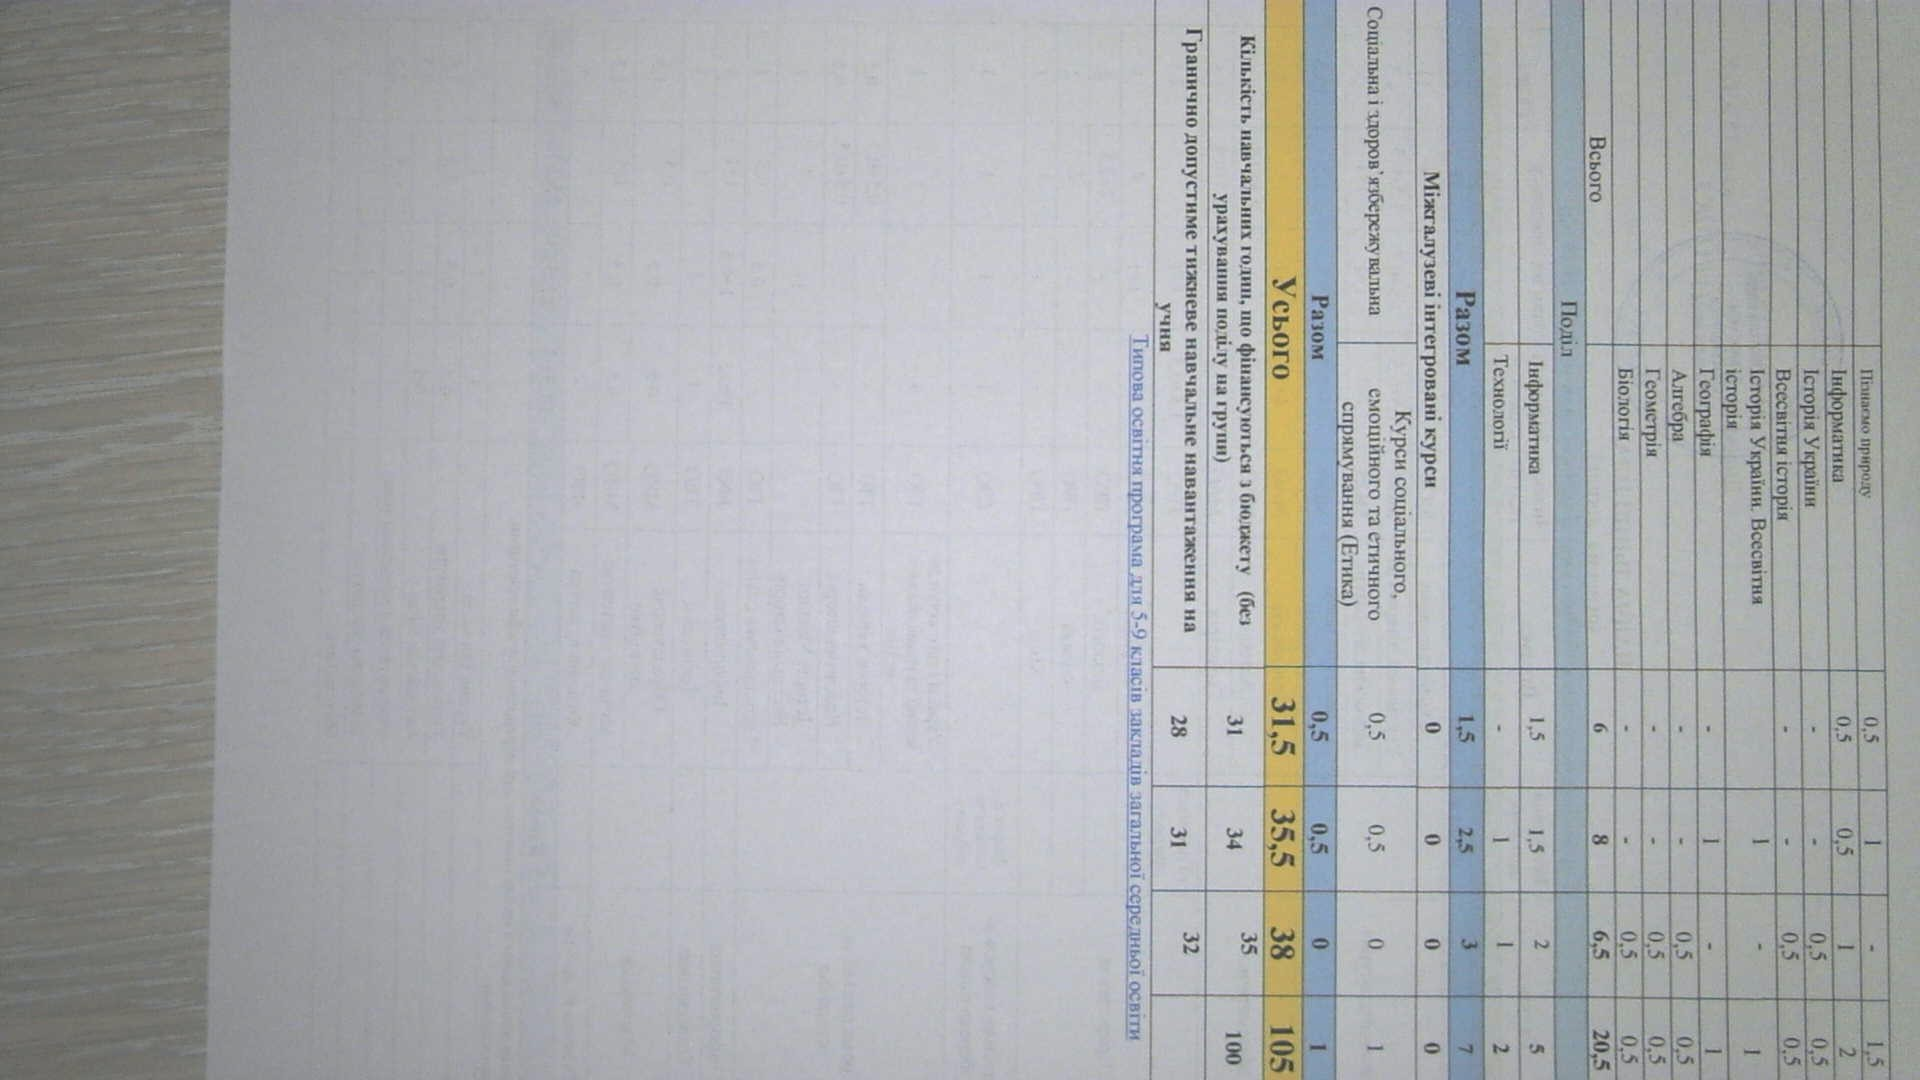 Пізнаємо природу 0,5 1 - 1,5
Інформатика 0,5 0,5 1 2
Історія України - - 0,5 0,5
Всесвітня історія - - 0,5 0,5
Історія України. Всесвітня
історія 1 - 1
Географія - 1 - 1
Алгебра - - 0,5 0,5
Геометрія - - 0,5 0,5
Біологія - - 0,5 0,5
Всього 6 8 6,5 20,5
Поділ
Інформатика 1,5 1,5 2 5
Технології - 1 1 2
Разом 1,5 2,5 3 7
Міжгалузеві інтегровані курси 0 0 0 0
Соціальна і здоров`язбережувальна
Курси соціального,
емоційного та етичного
спрямування (Етика)
0,5 0,5 0 1
Разом 0,5 0,5 0 1
Усього 31,5 35,5 38 105
Кількість навчальних годин, що фінансуються з бюджету (без
урахування поділу на групи) 31 34 35 100
Гранично допустиме тижневе навчальне навантаження на
учня 28 31 32
Типова освітня програма для 5-9 класів закладів загальної середньої освіти